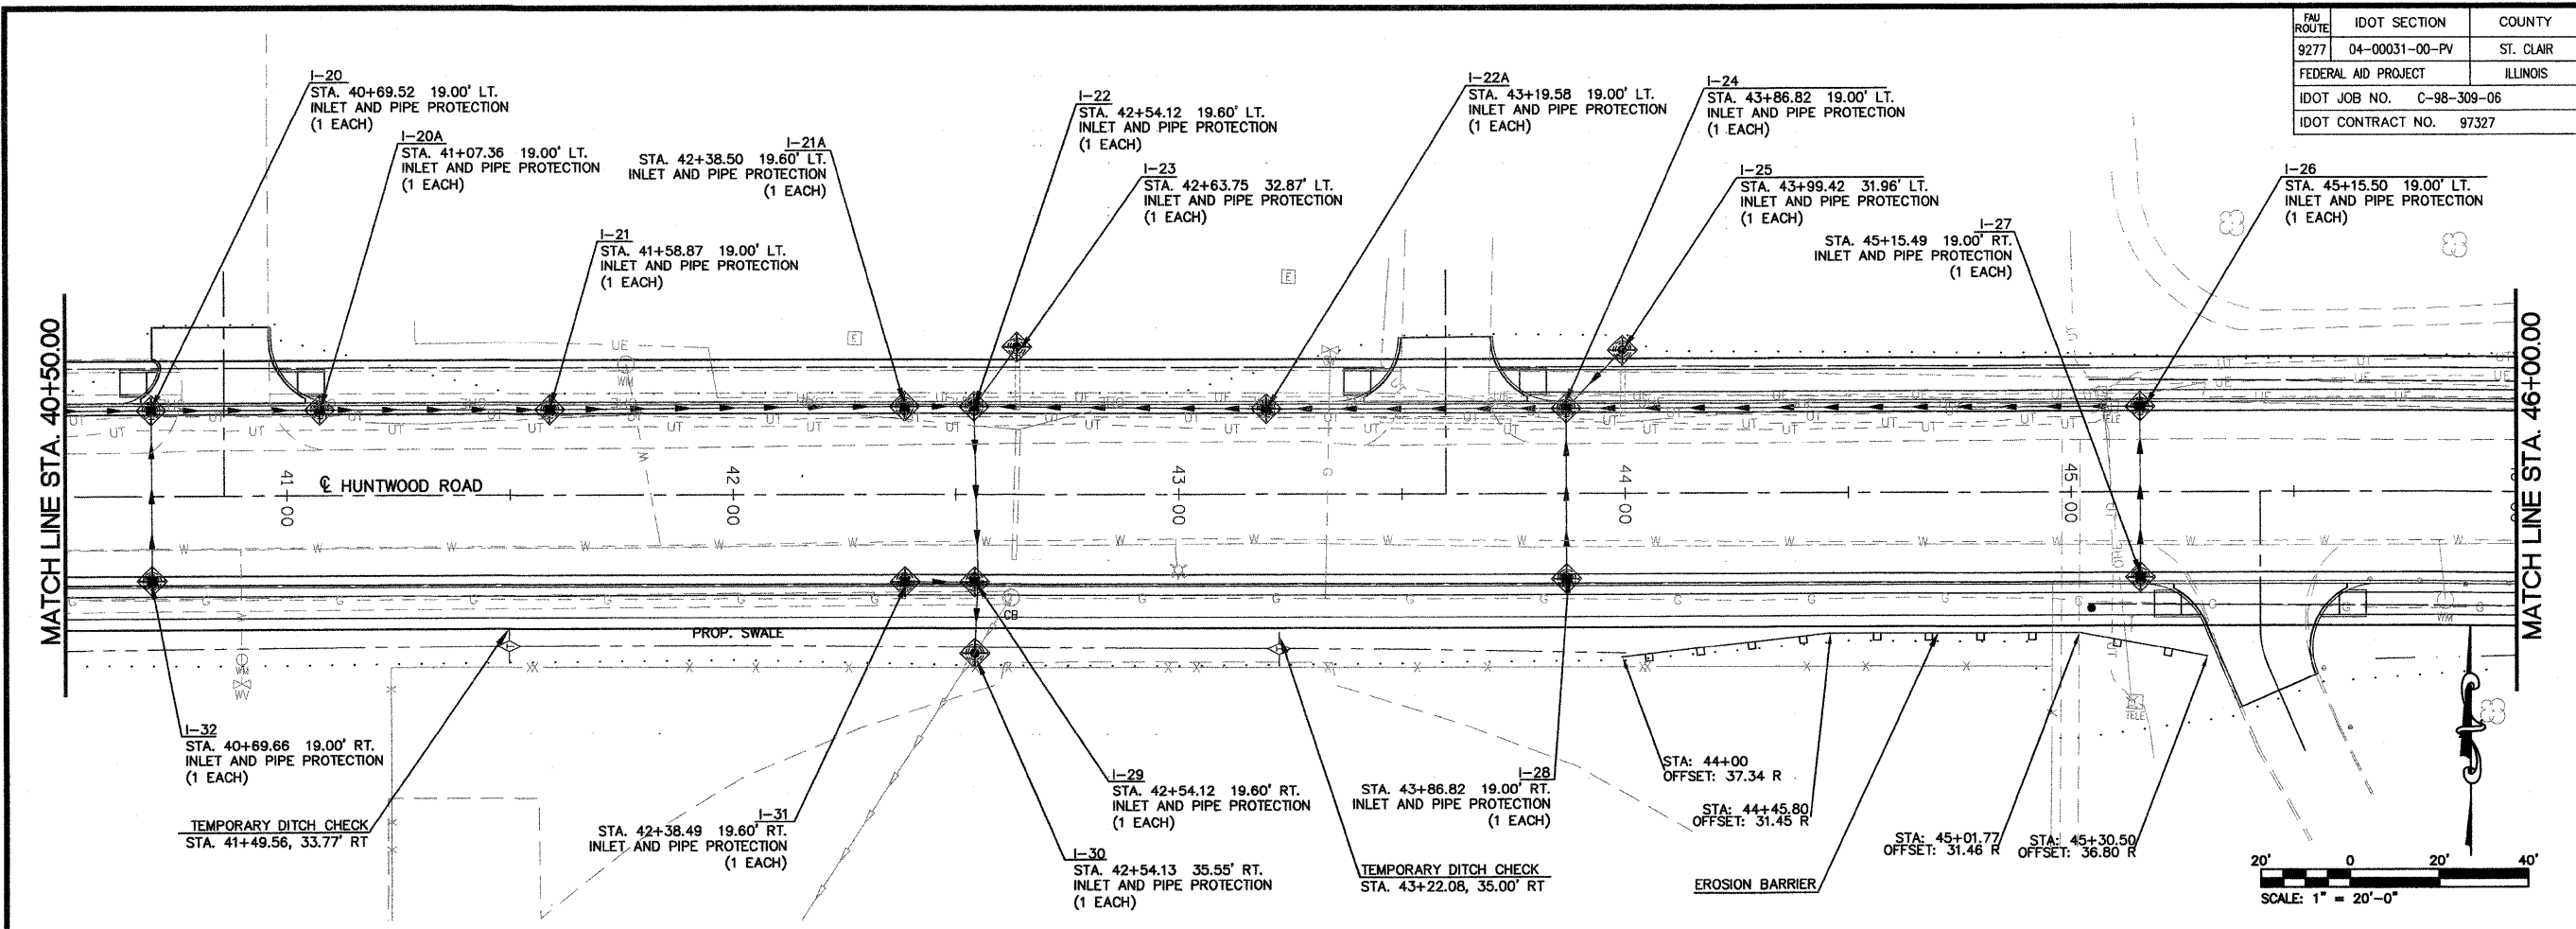 FAU ROUTE IDOT SECTION COUNTY
9277 04-00031-00-PV ST. CLAIR
FEDERAL AID PROJECT ILLINOIS
IDOT JOB NO. C-98-309-06
IDOT CONTRACT NO. 97327
I-20
STA. 40+69.52 19.00' LT.
INLET AND PIPE PROTECTION
(1 EACH)
I-20A
STA. 41+07.36 19.00' LT.
INLET AND PIPE PROTECTION
(1 EACH)
I-21
STA. 41+58.87 19.00' LT.
INLET AND PIPE PROTECTION
(1 EACH)
I-21A
STA. 42+38.50 19.60' LT.
INLET AND PIPE PROTECTION
(1 EACH)
I-22
STA. 42+54.12 19.60' LT.
INLET AND PIPE PROTECTION
(1 EACH)
I-23
STA. 42+63.75 32.87' LT.
INLET AND PIPE PROTECTION
(1 EACH)
I-22A
STA. 43+19.58 19.00' LT.
INLET AND PIPE PROTECTION
(1 EACH)
I-24
STA. 43+86.82 19.00' LT.
INLET AND PIPE PROTECTION
(1 EACH)
I-25
STA. 43+99.42 31.96' LT.
INLET AND PIPE PROTECTION
(1 EACH)
I-27
STA. 45+15.49 19.00' RT.
INLET AND PIPE PROTECTION
(1 EACH)
I-26
STA. 45+15.50 19.00' LT.
INLET AND PIPE PROTECTION
(1 EACH)
MATCH LINE STA. 40+50.00
MATCH LINE STA. 46+00.00
E
E
UE
WM
UT UT UT UT UT UT
41+00
℄ HUNTWOOD ROAD
42+00
43+00
44+00
45+00
W W W W W W W W W W
G G G G G G G G G G
CB
PROP. SWALE
WM
WV
TELE
TELE
WM
I-32
STA. 40+69.66 19.00' RT.
INLET AND PIPE PROTECTION
(1 EACH)
TEMPORARY DITCH CHECK
STA. 41+49.56, 33.77' RT
I-31
STA. 42+38.49 19.60' RT.
INLET AND PIPE PROTECTION
(1 EACH)
I-29
STA. 42+54.12 19.60' RT.
INLET AND PIPE PROTECTION
(1 EACH)
I-30
STA. 42+54.13 35.55' RT.
INLET AND PIPE PROTECTION
(1 EACH)
I-28
STA. 43+86.82 19.00' RT.
INLET AND PIPE PROTECTION
(1 EACH)
TEMPORARY DITCH CHECK
STA. 43+22.08, 35.00' RT
STA: 44+00
OFFSET: 37.34 R
STA: 44+45.80
OFFSET: 31.45 R
EROSION BARRIER
STA: 45+01.77
OFFSET: 31.46 R
STA: 45+30.50
OFFSET: 36.80 R
20' 0 20' 40'
SCALE: 1" = 20'-0"